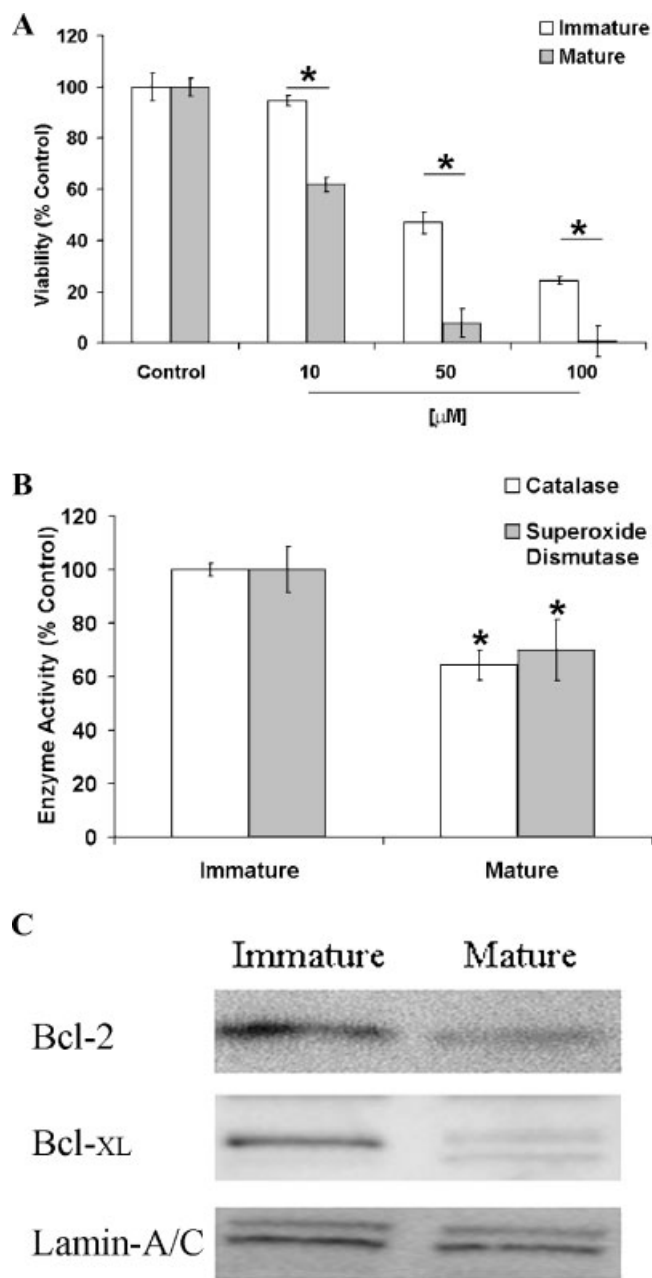 A
120
100
80
60
40
20
0
Viability (% Control)
Immature
Mature
*
*
*
Control 10 50 100
[μM]
B
120
100
80
60
40
20
0
Enzyme Activity (% Control)
Catalase
Superoxide
Dismutase
*
*
Immature Mature
C
Immature Mature
Bcl-2
Bcl-XL
Lamin-A/C